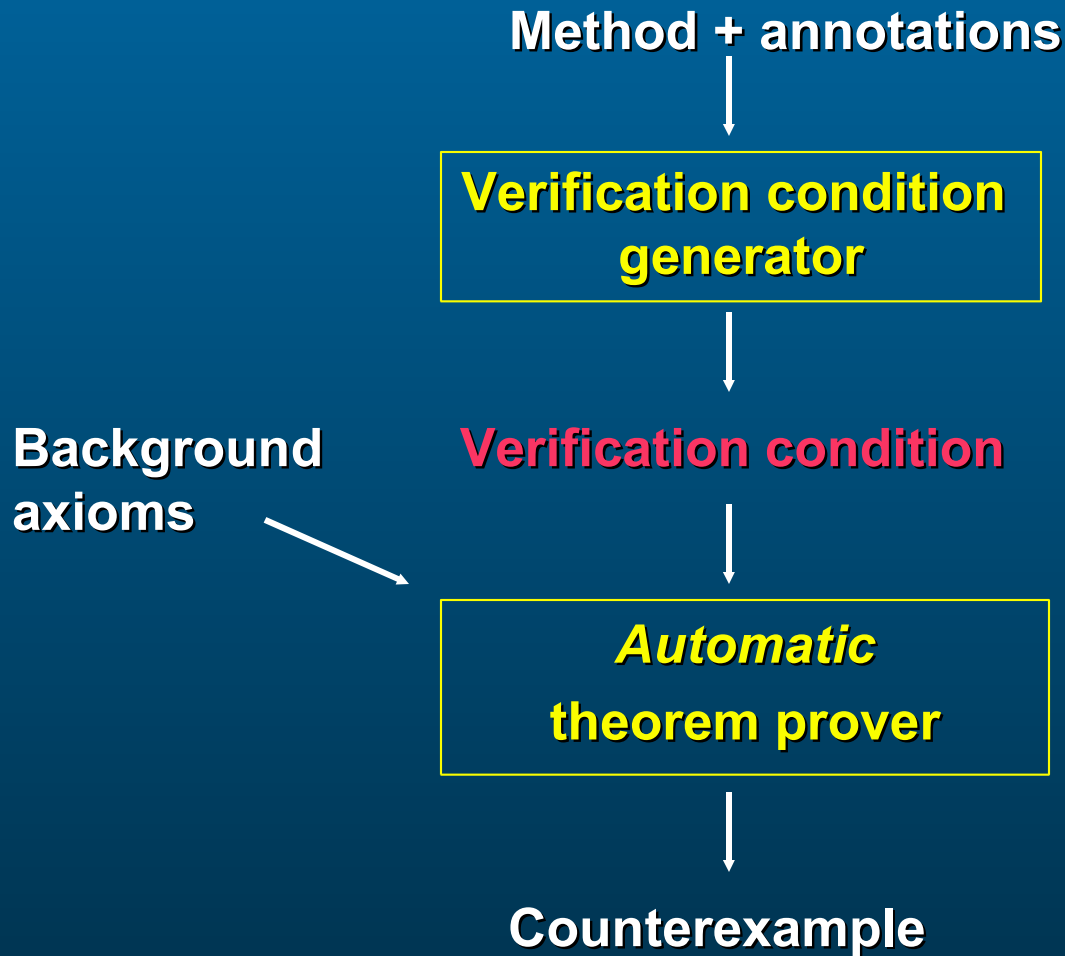 Method + annotations
Verification condition
generator
Background
axioms
Verification condition
Automatic
theorem prover
Counterexample